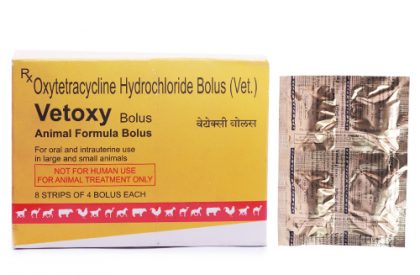 Rx Oxytetracycline Hydrochloride Bolus (Vet.)
Vetoxy Bolus
वेटोक्सी बोलस
Animal Formula Bolus
For oral and intrauterine use
in large and small animals
NOT FOR HUMAN USE
FOR ANIMAL TREATMENT ONLY
8 STRIPS OF 4 BOLUS EACH